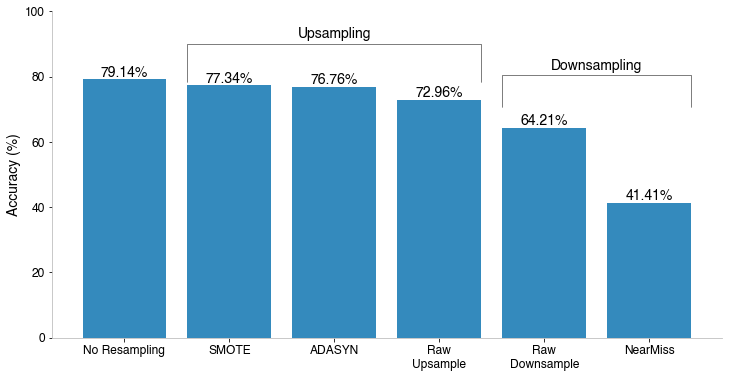 100
80
60
40
20
0
Accuracy (%)
Upsampling
Downsampling
79.14%
77.34%
76.76%
72.96%
64.21%
41.41%
No Resampling
SMOTE
ADASYN
Raw
Upsample
Raw
Downsample
NearMiss